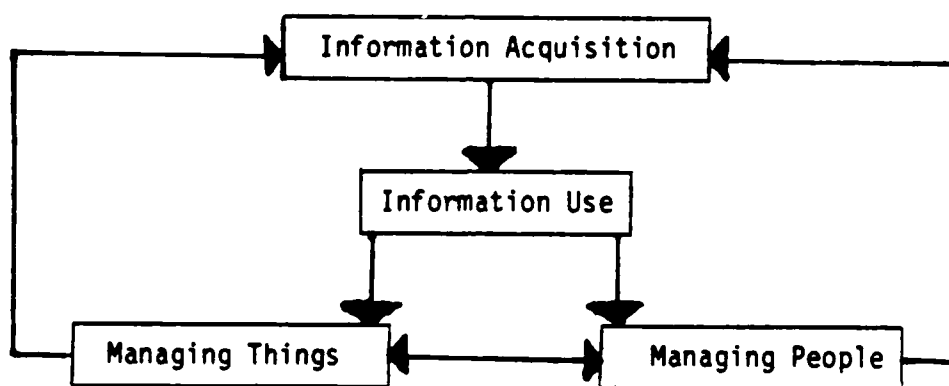 Information Acquisition
Information Use
Managing Things
Managing People